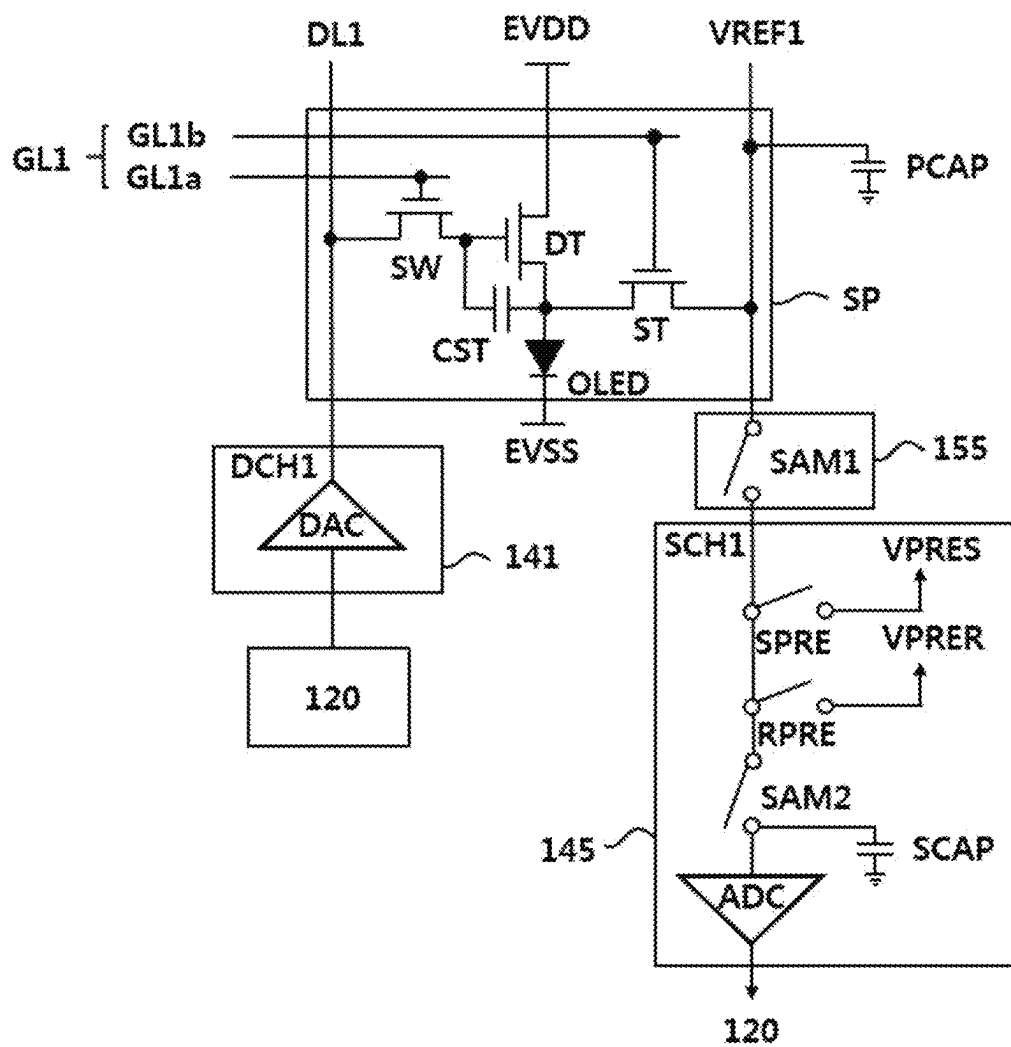 DL1
EVDD
VREF1
GL1
GL1b
GL1a
PCAP
SW
DT
ST
SP
CST
OLED
EVSS
DCH1
DAC
141
SAM1
155
120
SCH1
VPRES
SPRE
VPRER
RPRE
SAM2
145
SCAP
ADC
120